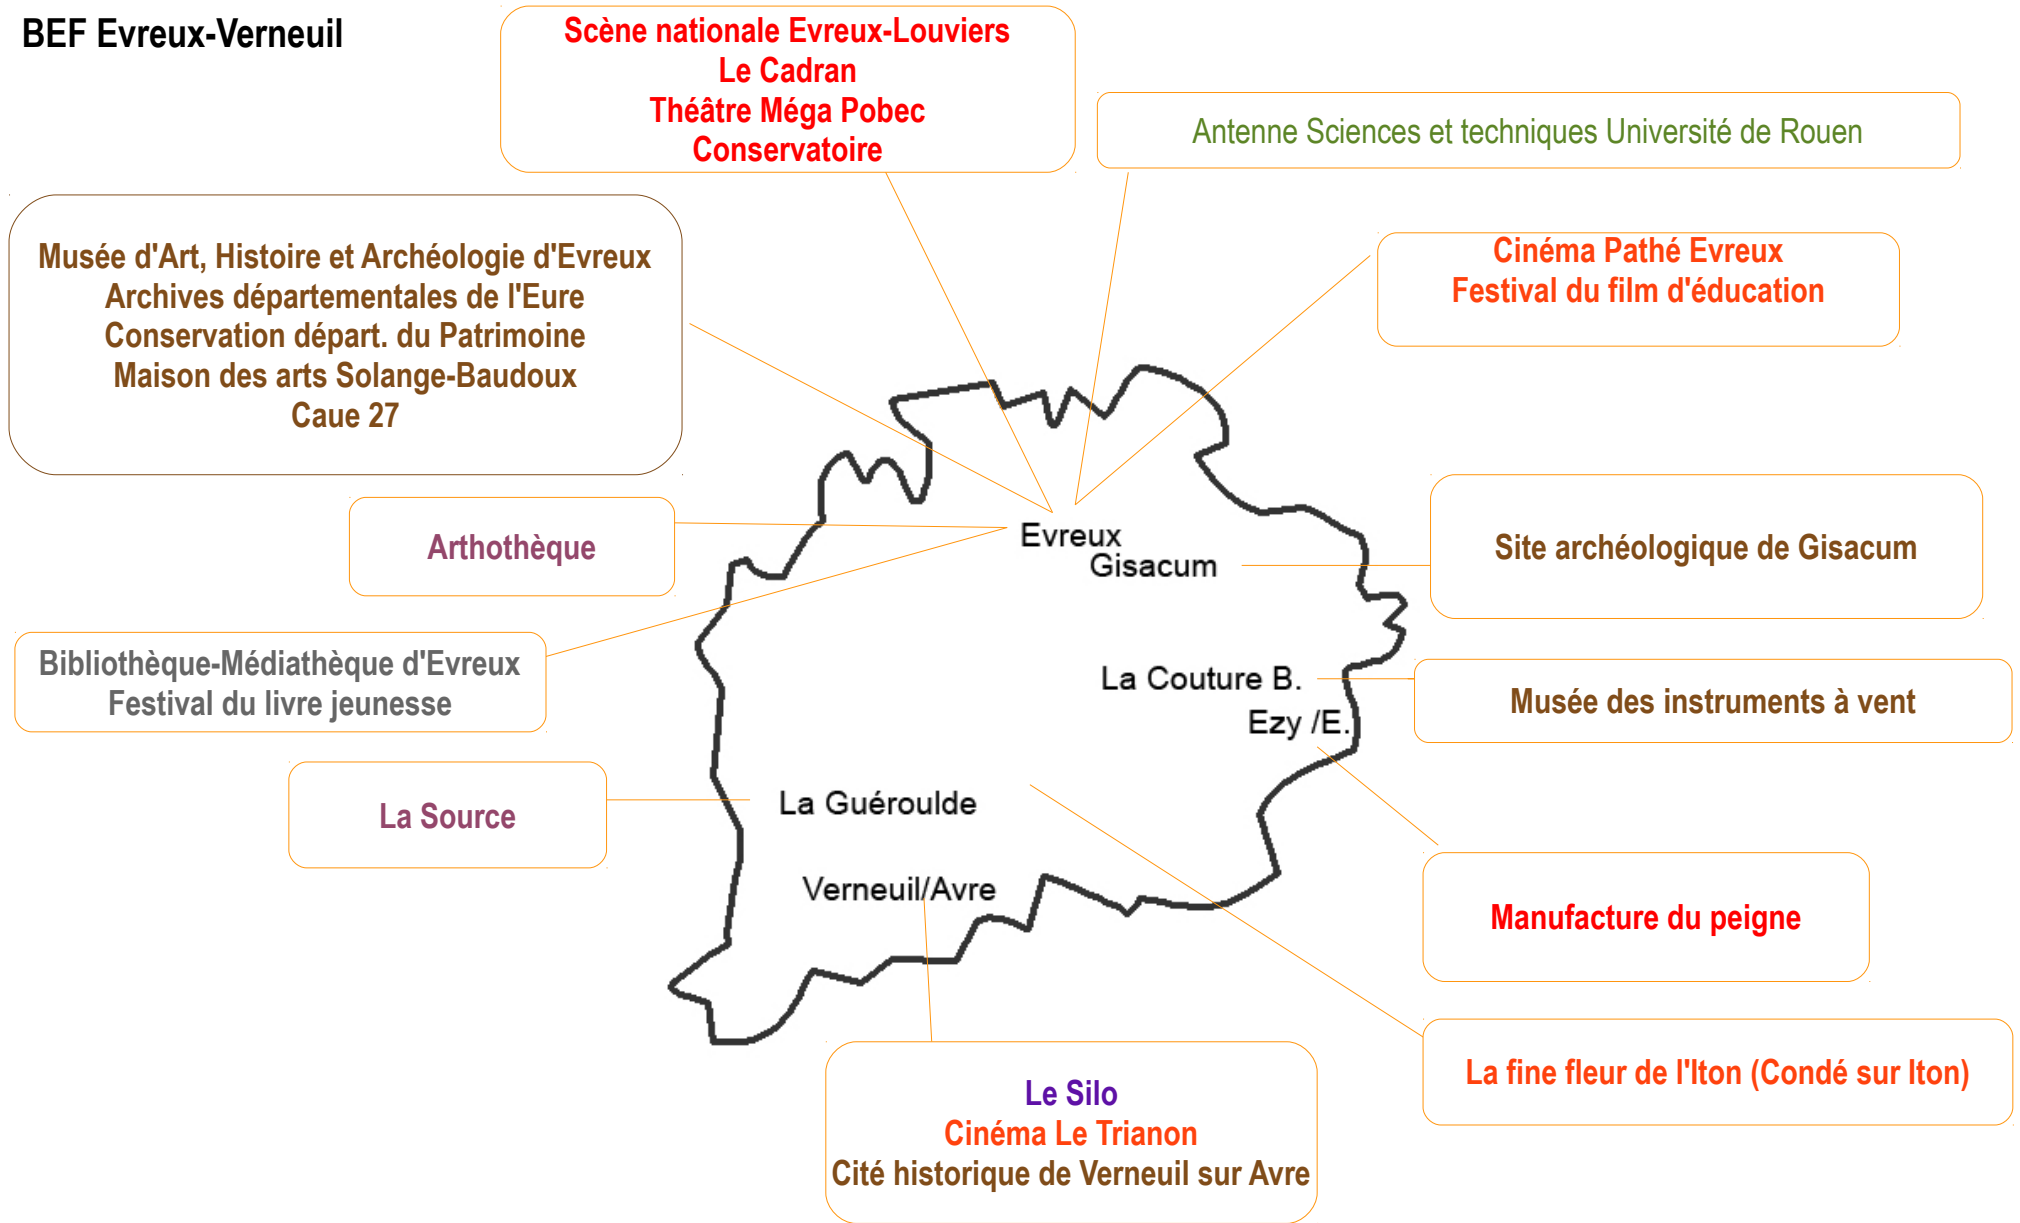 BEF Evreux-Verneuil
Scène nationale Evreux-Louviers
Le Cadran
Théâtre Méga Pobec
Conservatoire
Antenne Sciences et techniques Université de Rouen
Musée d'Art, Histoire et Archéologie d'Evreux
Archives départementales de l'Eure
Conservation départ. du Patrimoine
Maison des arts Solange-Baudoux
Caue 27
Cinéma Pathé Evreux
Festival du film d'éducation
Arthothèque
Evreux
Gisacum
Site archéologique de Gisacum
Bibliothèque-Médiathèque d'Evreux
Festival du livre jeunesse
La Couture B.
Ezy /E.
Musée des instruments à vent
La Source
La Guéroulde
Verneuil/Avre
Manufacture du peigne
La fine fleur de l'Iton (Condé sur Iton)
Le Silo
Cinéma Le Trianon
Cité historique de Verneuil sur Avre